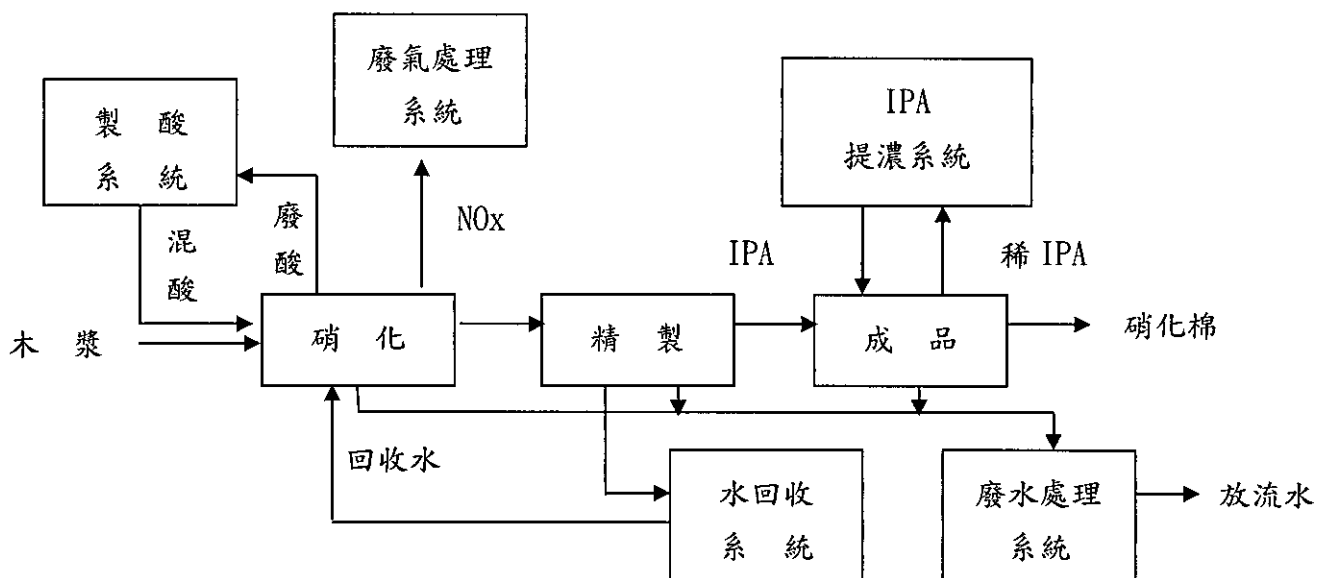 廢氣處理
系統
IPA
提濃系統
製 酸
系 統
混
酸
廢
酸
NOx
IPA
稀 IPA
木 漿
硝 化
精 製
成 品
硝化棉
回收水
水回收
系 統
廢水處理
系統
放流水